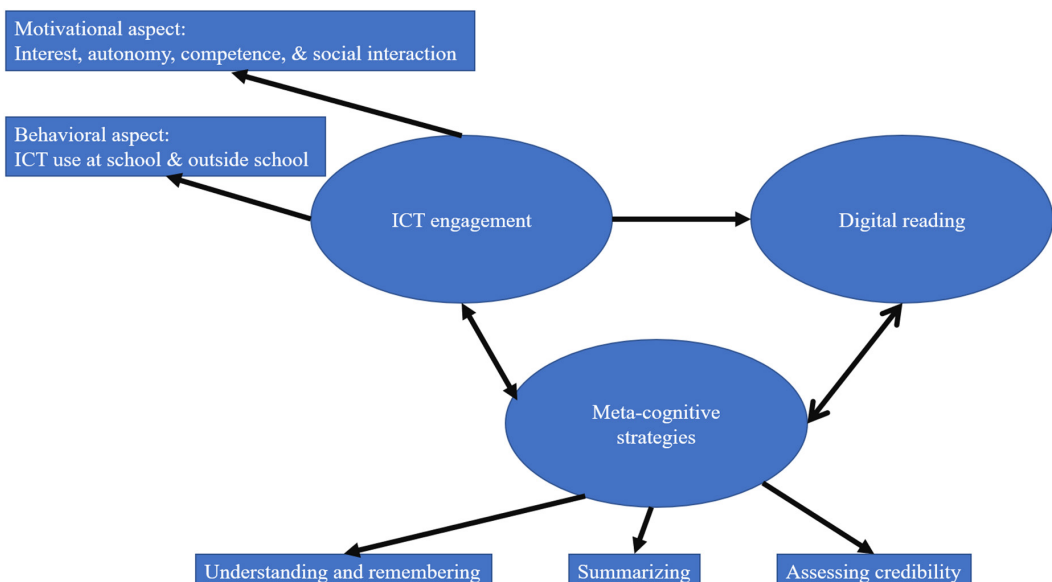 Motivational aspect:
Interest, autonomy, competence, & social interaction
Behavioral aspect:
ICT use at school & outside school
ICT engagement
Digital reading
Meta-cognitive
strategies
Understanding and remembering
Summarizing
Assessing credibility